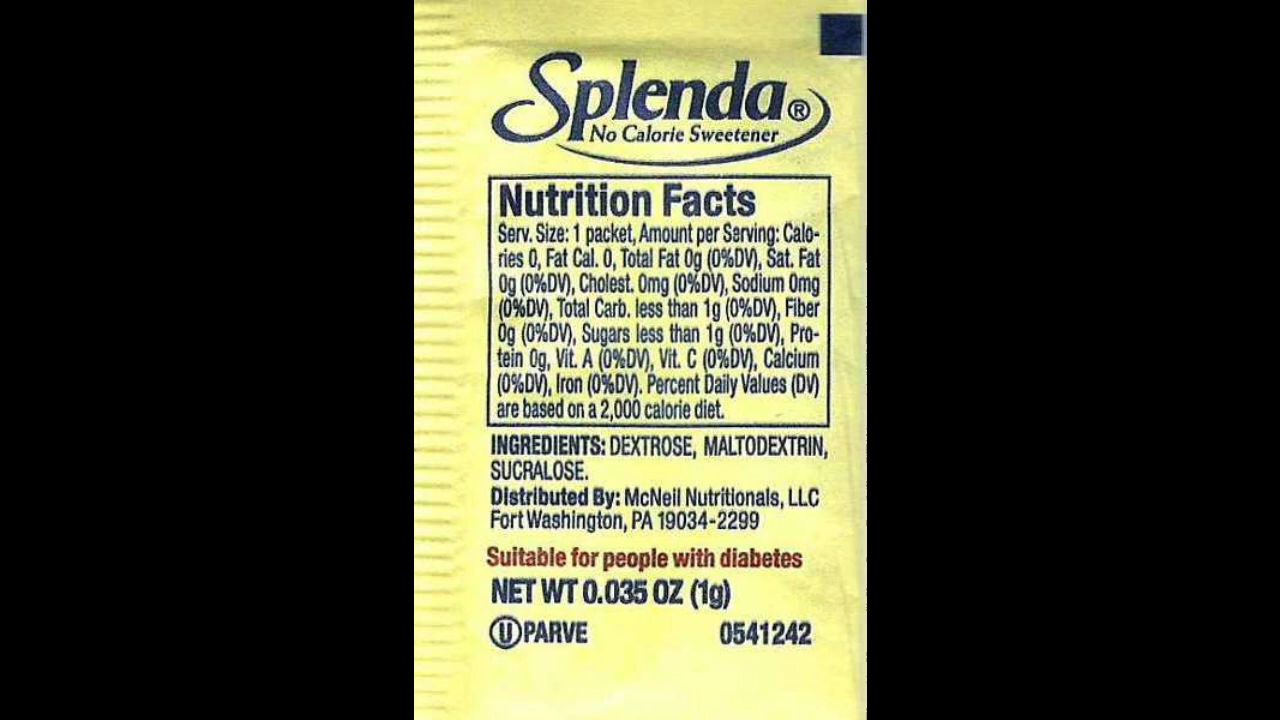 Splenda®
No Calorie Sweetener
Nutrition Facts
Serv. Size: 1 packet, Amount per Serving: Calo-
ries 0, Fat Cal. 0, Total Fat 0g (0%DV), Sat. Fat
0g (0%DV), Cholest. 0mg (0%DV), Sodium 0mg
(0%DV), Total Carb. less than 1g (0%DV), Fiber
0g (0%DV), Sugars less than 1g (0%DV), Pro-
tein 0g, Vit. A (0%DV), Vit. C (0%DV), Calcium
(0%DV), Iron (0%DV). Percent Daily Values (DV)
are based on a 2,000 calorie diet.
INGREDIENTS: DEXTROSE, MALTODEXTRIN,
SUCRALOSE.
Distributed By: McNeil Nutritionals, LLC
Fort Washington, PA 19034-2299
Suitable for people with diabetes
NET WT 0.035 OZ (1g)
Ⓤ PARVE 0541242